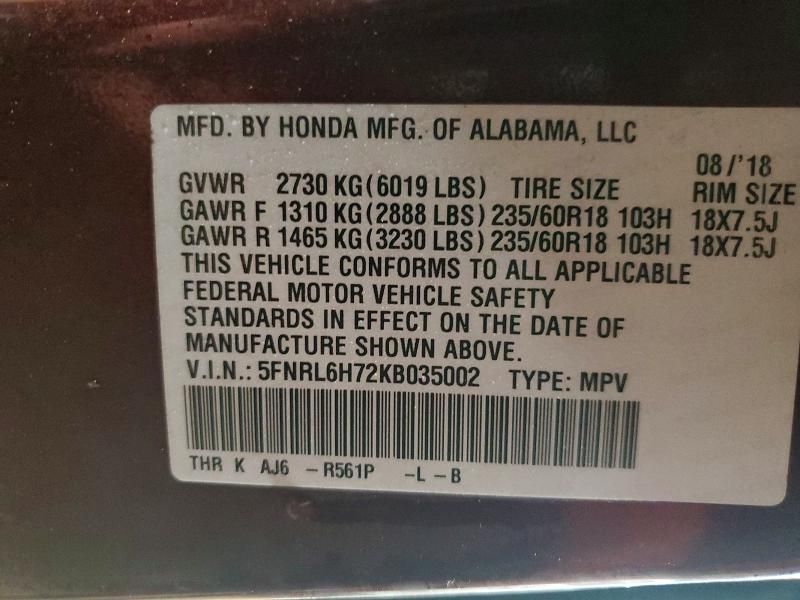 MFD. BY HONDA MFG. OF ALABAMA, LLC
08/'18
GVWR 2730 KG (6019 LBS) TIRE SIZE RIM SIZE
GAWR F 1310 KG (2888 LBS) 235/60R18 103H 18X7.5J
GAWR R 1465 KG (3230 LBS) 235/60R18 103H 18X7.5J
THIS VEHICLE CONFORMS TO ALL APPLICABLE
FEDERAL MOTOR VEHICLE SAFETY
STANDARDS IN EFFECT ON THE DATE OF
MANUFACTURE SHOWN ABOVE.
V.I.N.: 5FNRL6H72KB035002 TYPE: MPV
THR K AJ6 -R561P -L -B